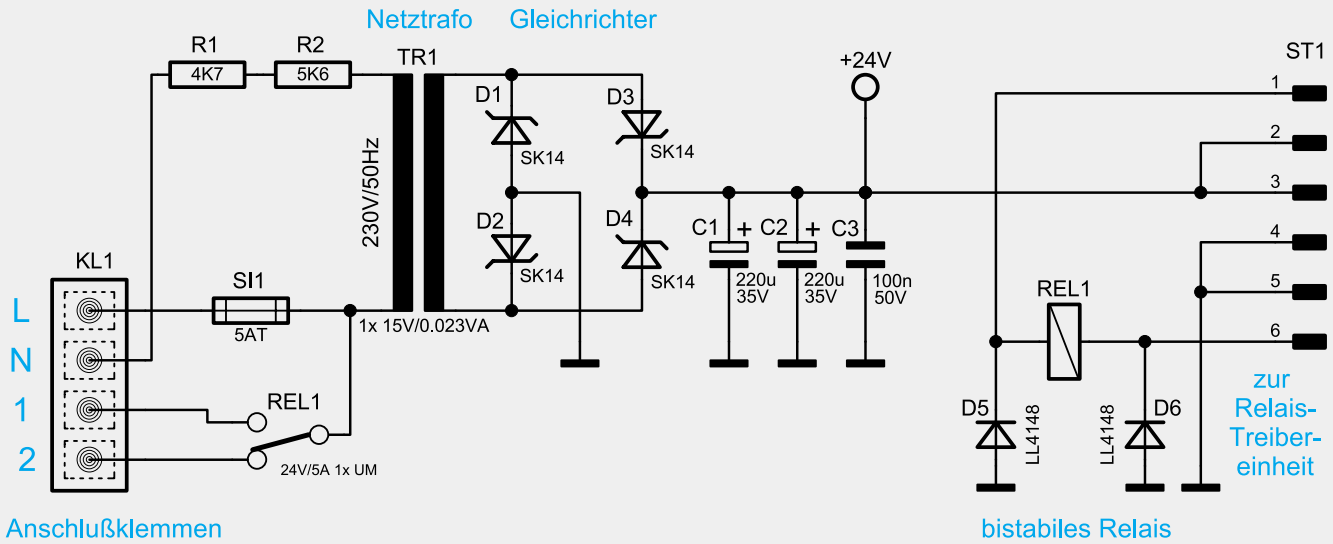 Netztrafo
Gleichrichter
R1
4K7
R2
5K6
TR1
230V/50Hz
1x 15V/0.023VA
D1
SK14
D3
SK14
D2
SK14
D4
SK14
+24V
C1
+
220u
35V
C2
+
220u
35V
C3
100n
50V
ST1
1
2
3
4
5
6
KL1
L
N
1
2
SI1
5AT
REL1
24V/5A 1x UM
REL1
D5
LL4148
LL4148
D6
zur
Relais-
Treiber-
einheit
Anschlußklemmen
bistabiles Relais